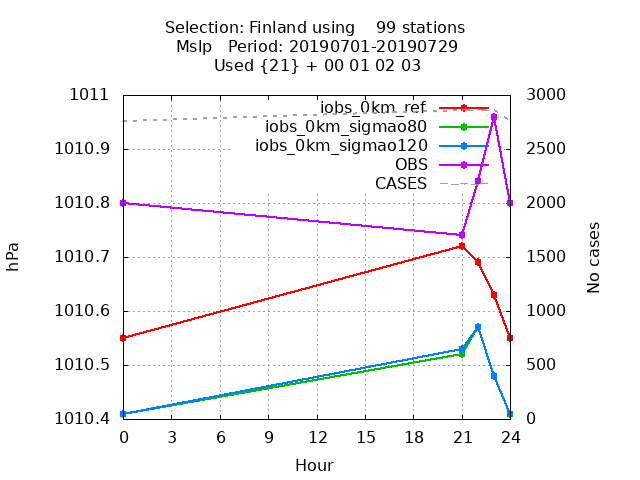 Selection: Finland using    99 stations
Mslp   Period: 20190701-20190729
Used {21} + 00 01 02 03
iobs_0km_ref
iobs_0km_sigmao80
iobs_0km_sigmao120
OBS
CASES
hPa
1011
1010.9
1010.8
1010.7
1010.6
1010.5
1010.4
3000
2500
2000
1500
1000
500
0
No cases
0 3 6 9 12 15 18 21 24
Hour